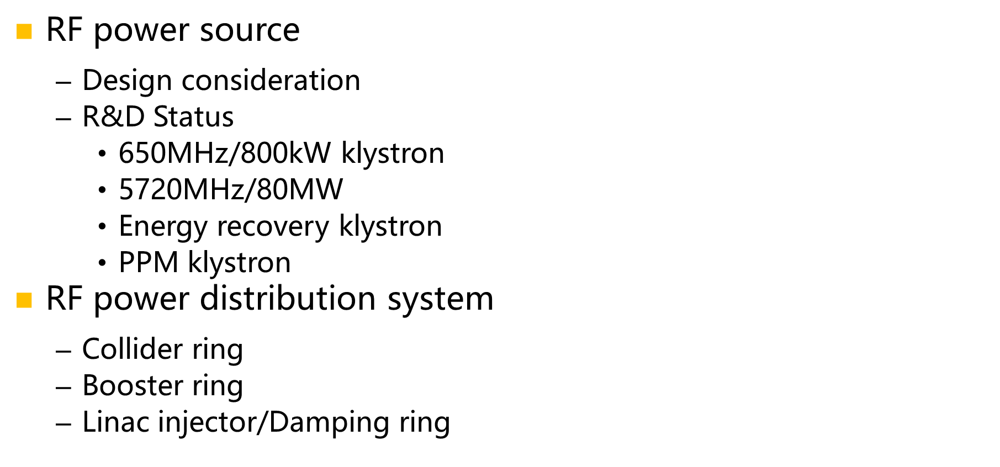 RF power source
– Design consideration
– R&D Status
• 650MHz/800kW klystron
• 5720MHz/80MW
• Energy recovery klystron
• PPM klystron
RF power distribution system
– Collider ring
– Booster ring
– Linac injector/Damping ring